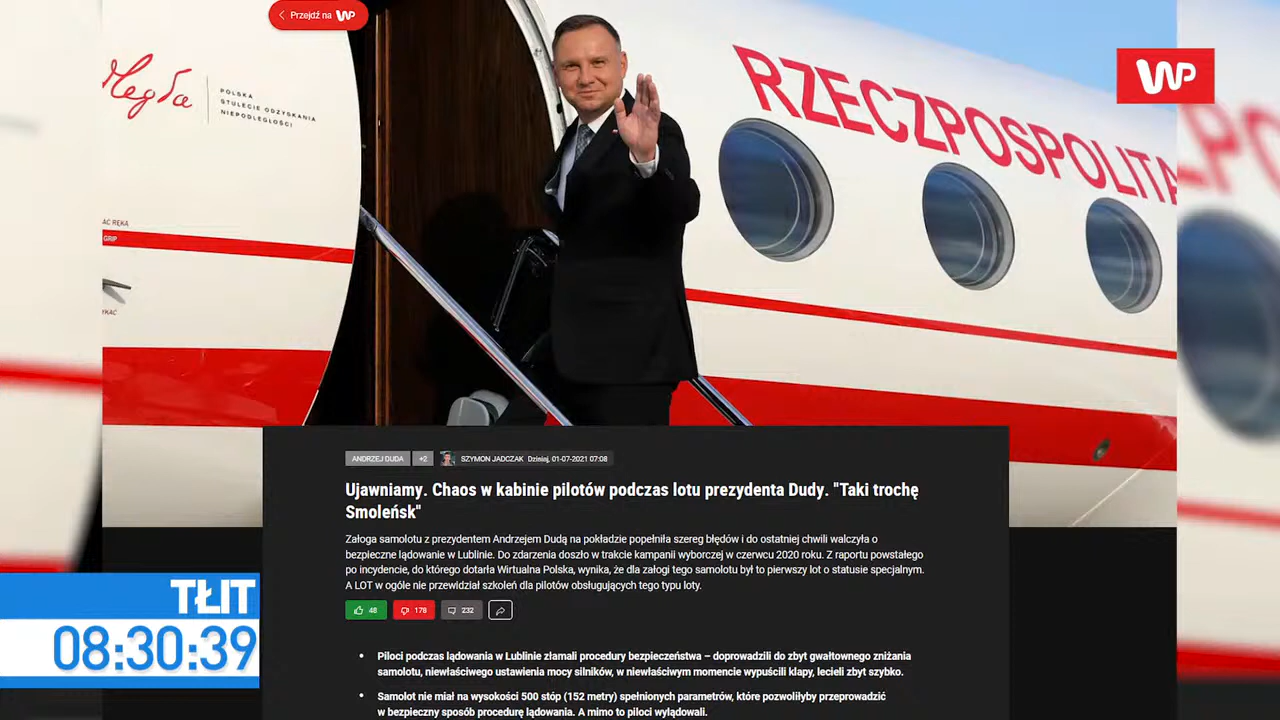 Przejdź na WP
WP
Magda
POLSKA
STULECIE ODZYSKANIA
NIEPODLEGŁOŚCI
RZECZPOSPOLITA
GRIP
ANDRZEJ DUDA +2 SZYMON JADCZAK Dzisiaj, 01-07-2021 07:08
Ujawniamy. Chaos w kabinie pilotów podczas lotu prezydenta Dudy. "Taki trochę
Smoleńsk"
Załoga samolotu z prezydentem Andrzejem Dudą na pokładzie popełniła szereg błędów i do ostatniej chwili walczyła o
bezpieczne lądowanie w Lublinie. Do zdarzenia doszło w trakcie kampanii wyborczej w czerwcu 2020 roku. Z raportu powstałego
po incydencie, do którego dotarła Wirtualna Polska, wynika, że dla załogi tego samolotu był to pierwszy lot o statusie specjalnym.
A LOT w ogóle nie przewidział szkoleń dla pilotów obsługujących tego typu loty.
48 178 232
TŁIT
08:30:39
• Piloci podczas lądowania w Lublinie złamali procedury bezpieczeństwa – doprowadzili do zbyt gwałtownego zniżania
samolotu, niewłaściwego ustawienia mocy silników, w niewłaściwym momencie wypuścili klapy, lecieli zbyt szybko.
• Samolot nie miał na wysokości 500 stóp (152 metry) spełnionych parametrów, które pozwoliłyby przeprowadzić
w bezpieczny sposób procedurę lądowania. A mimo to piloci wylądowali.